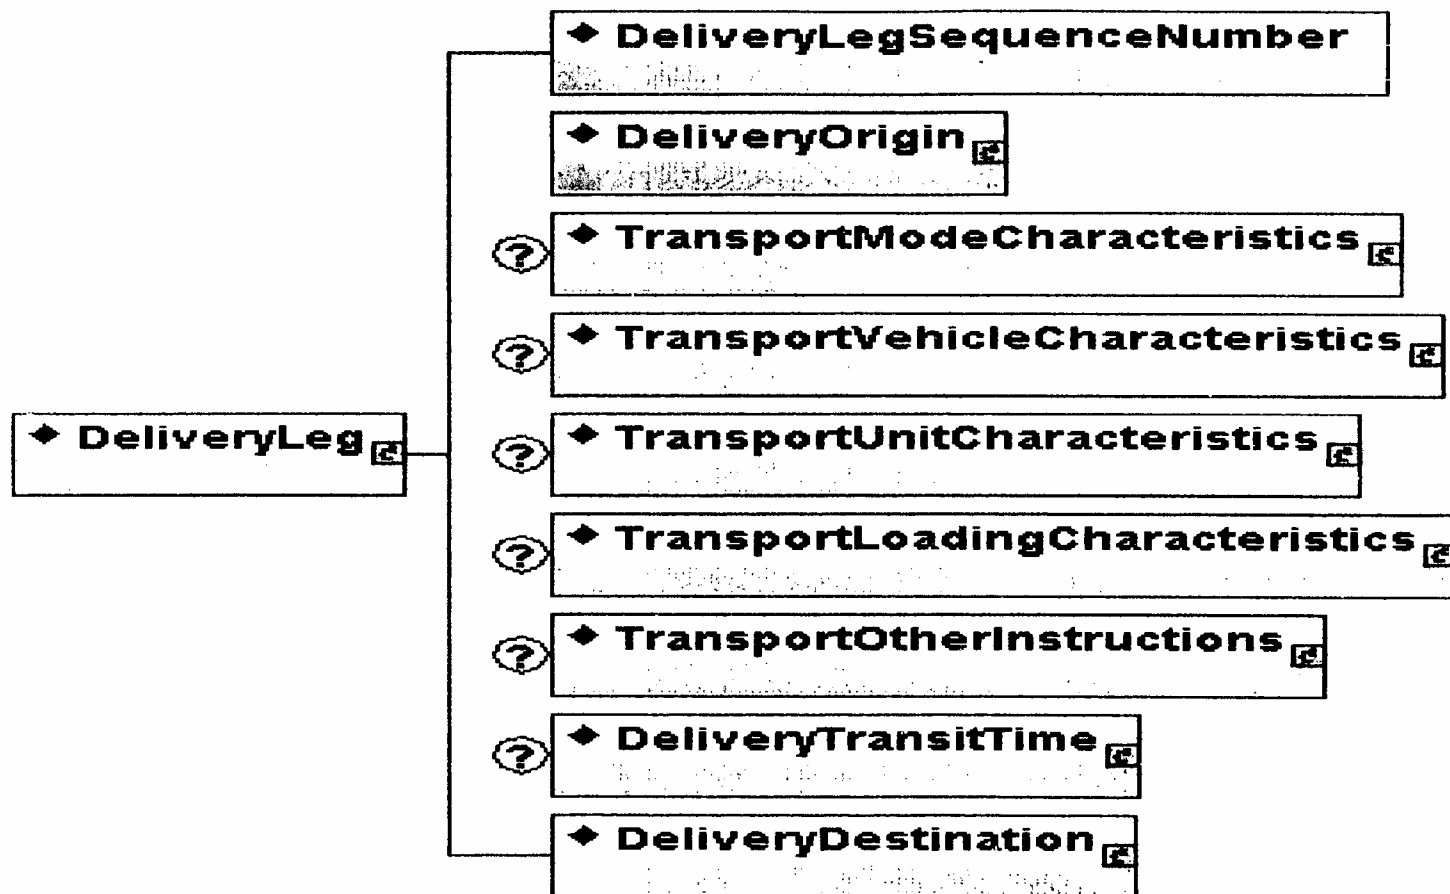 DeliveryLegSequenceNumber
DeliveryOrigin
? TransportModeCharacteristics
? TransportVehicleCharacteristics
DeliveryLeg
? TransportUnitCharacteristics
? TransportLoadingCharacteristics
? TransportOtherInstructions
? DeliveryTransitTime
DeliveryDestination